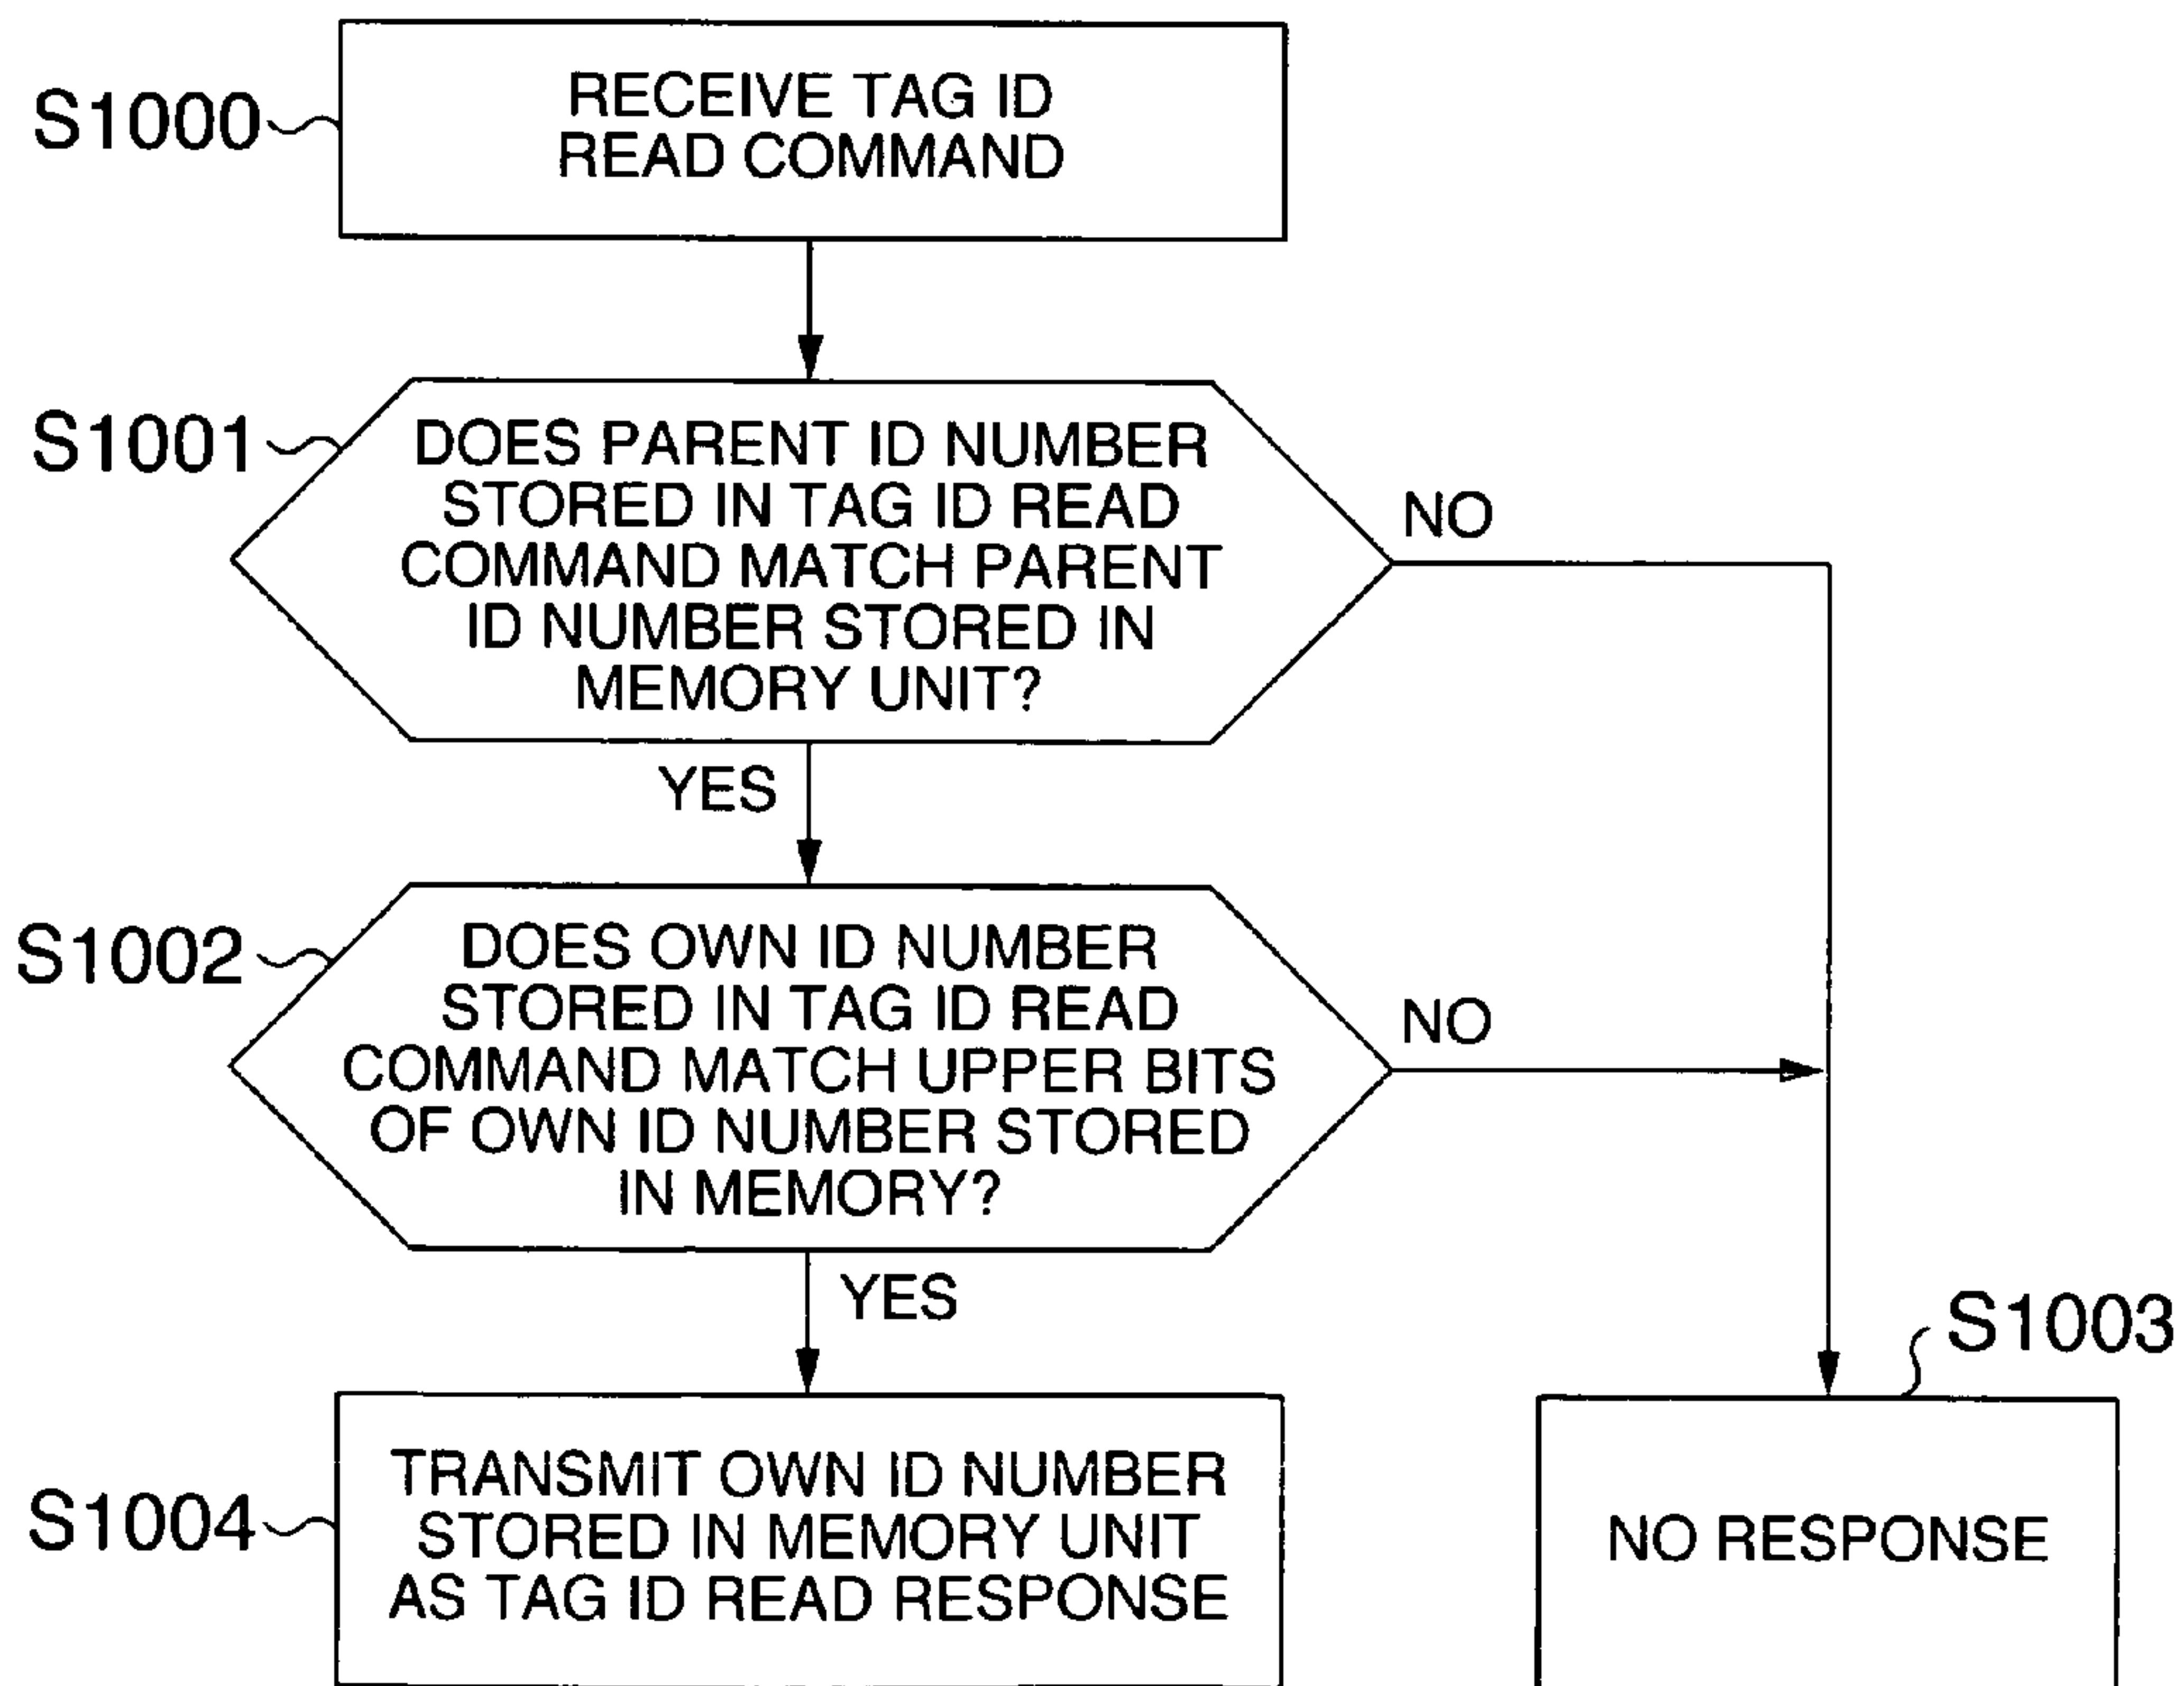 S1000
RECEIVE TAG ID
READ COMMAND
S1001
DOES PARENT ID NUMBER
STORED IN TAG ID READ
COMMAND MATCH PARENT
ID NUMBER STORED IN
MEMORY UNIT?
NO
YES
S1002
DOES OWN ID NUMBER
STORED IN TAG ID READ
COMMAND MATCH UPPER BITS
OF OWN ID NUMBER STORED
IN MEMORY?
NO
YES
S1003
S1004
TRANSMIT OWN ID NUMBER
STORED IN MEMORY UNIT
AS TAG ID READ RESPONSE
NO RESPONSE